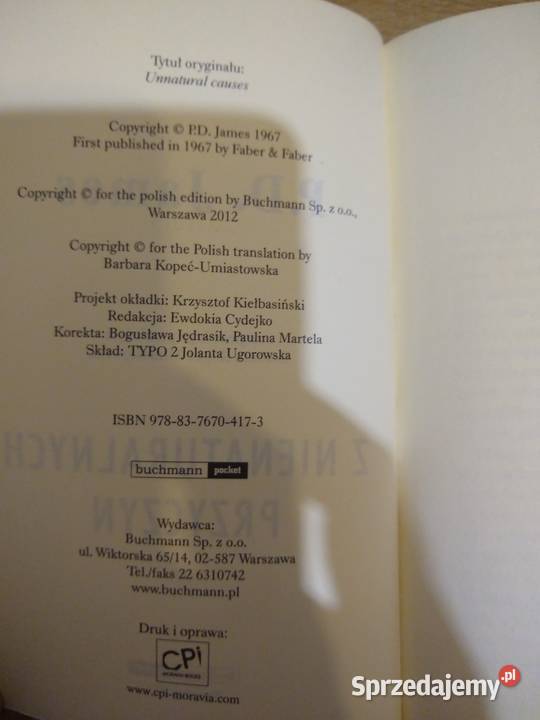 Tytuł oryginału:
Unnatural causes
Copyright © P.D. James 1967
First published in 1967 by Faber & Faber
Copyright © for the polish edition by Buchmann Sp. z o.o.,
Warszawa 2012
Copyright © for the Polish translation by
Barbara Kopeć-Umiastowska
Projekt okładki: Krzysztof Kiełbasiński
Redakcja: Ewdokia Cydejko
Korekta: Bogusława Jędrasik, Paulina Martela
Skład: TYPO 2 Jolanta Ugorowska
ISBN 978-83-7670-417-3
buchmann pocket
Z NIENATURALNYCH
PRZYCZYN
Wydawca:
Buchmann Sp. z o.o.
ul. Wiktorska 65/14, 02-587 Warszawa
Tel./faks 22 6310742
www.buchmann.pl
Druk i oprawa:
CPi
MORAVIA BOOKS
www.cpi-moravia.com
Sprzedajemy.pl